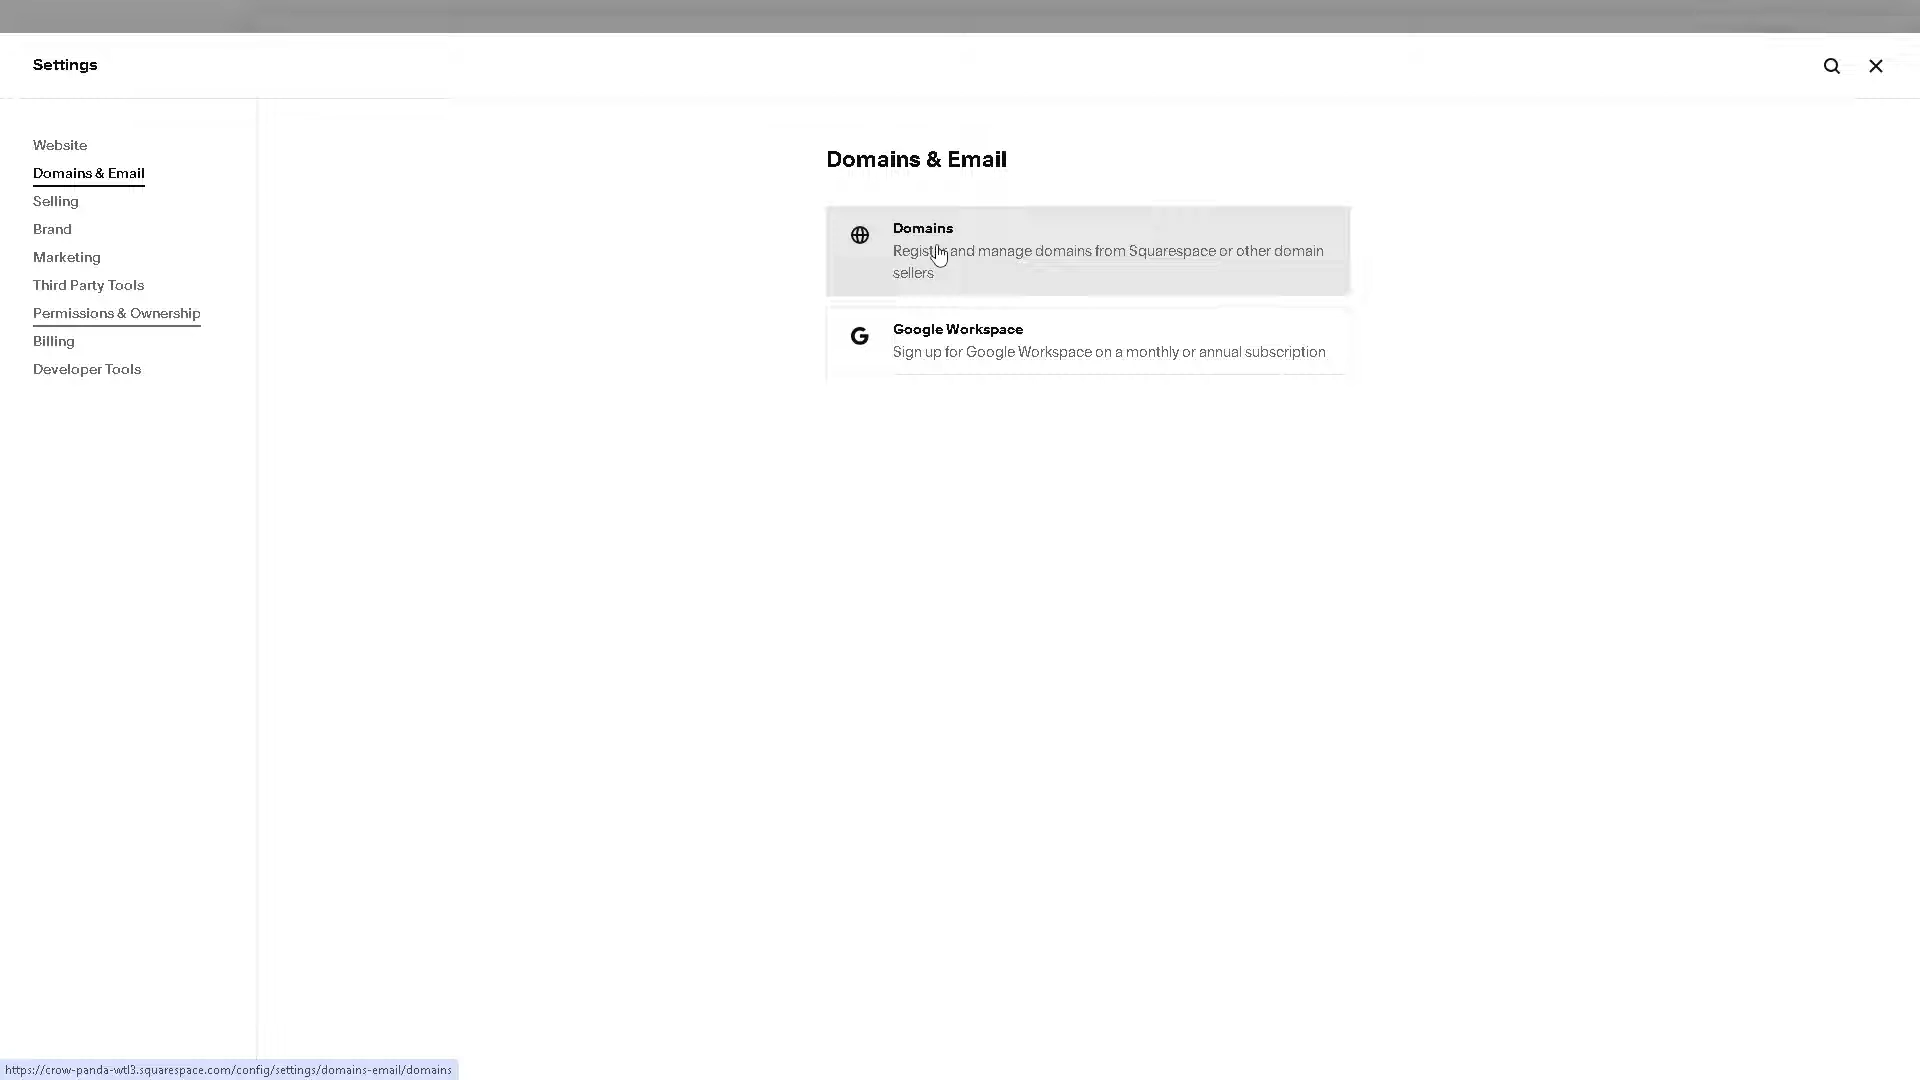 Settings
Website
Domains & Email
Selling
Brand
Marketing
Third Party Tools
Permissions & Ownership
Billing
Developer Tools
Domains & Email
Domains
Register and manage domains from Squarespace or other domain
sellers
Google Workspace
Sign up for Google Workspace on a monthly or annual subscription
https://crow-panda-wtl3.squarespace.com/config/settings/domains-email/domains